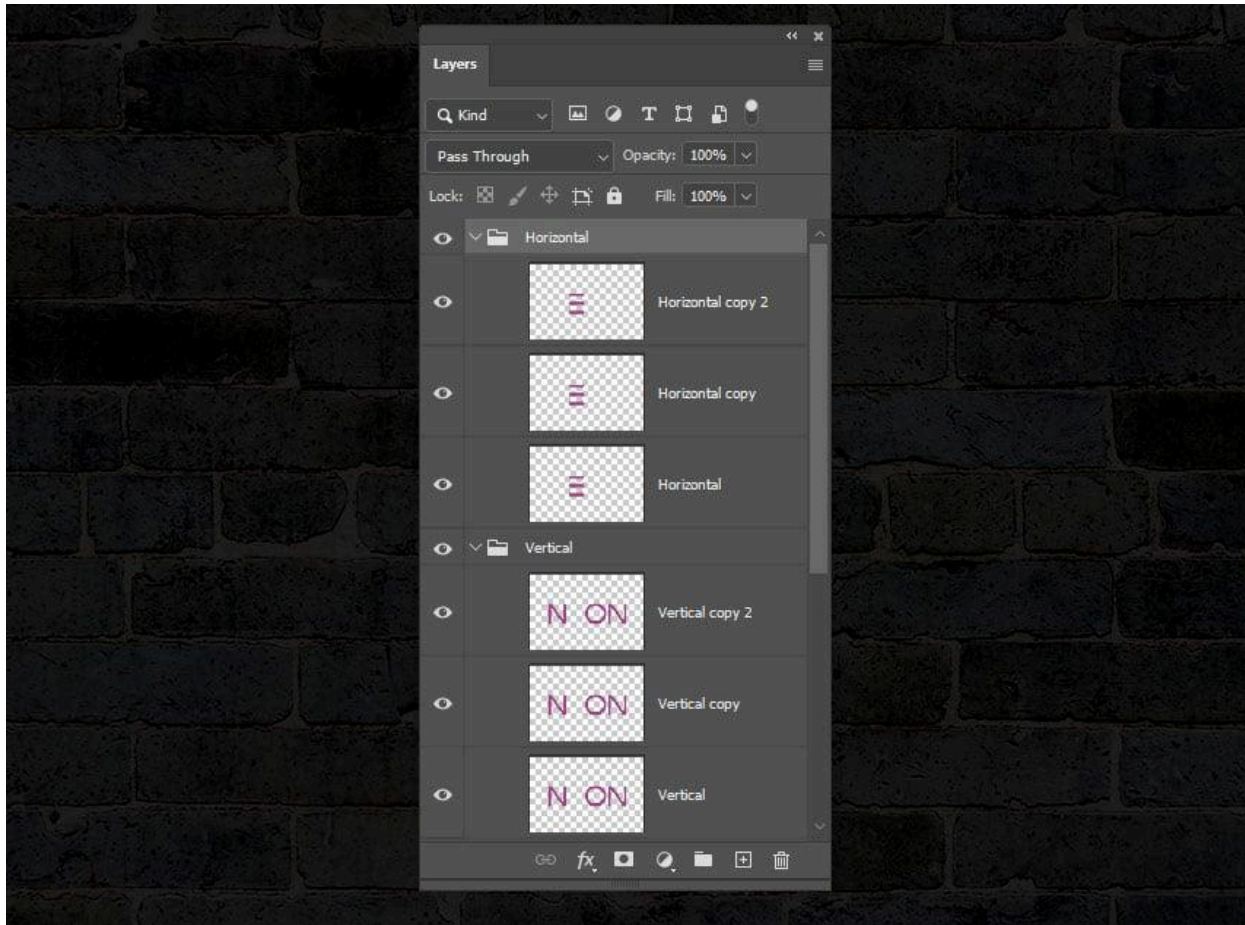 Layers
Kind
Pass Through Opacity: 100%
Lock: Fill: 100%
Horizontal
Horizontal copy 2
Horizontal copy
Horizontal
Vertical
N ON Vertical copy 2
N ON Vertical copy
N ON Vertical
fx